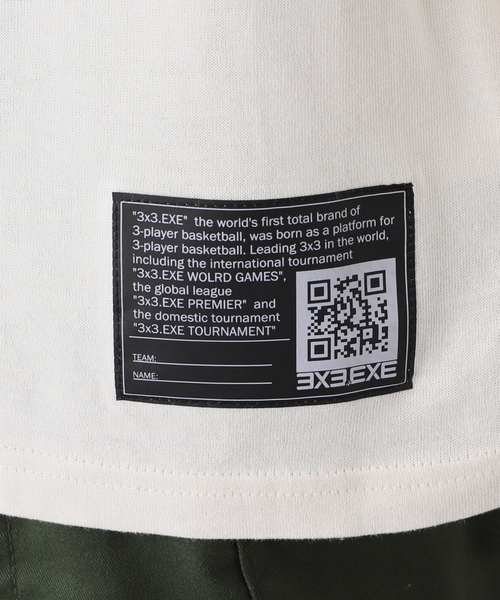 "3x3.EXE" the world's first total brand of
3-player basketball, was born as a platform for
3-player basketball. Leading 3x3 in the world,
including the international tournament
"3x3.EXE WOLRD GAMES",
the global league
"3x3.EXE PREMIER" and
the domestic tournament
"3x3.EXE TOURNAMENT"
TEAM:
NAME:
3X3.EXE